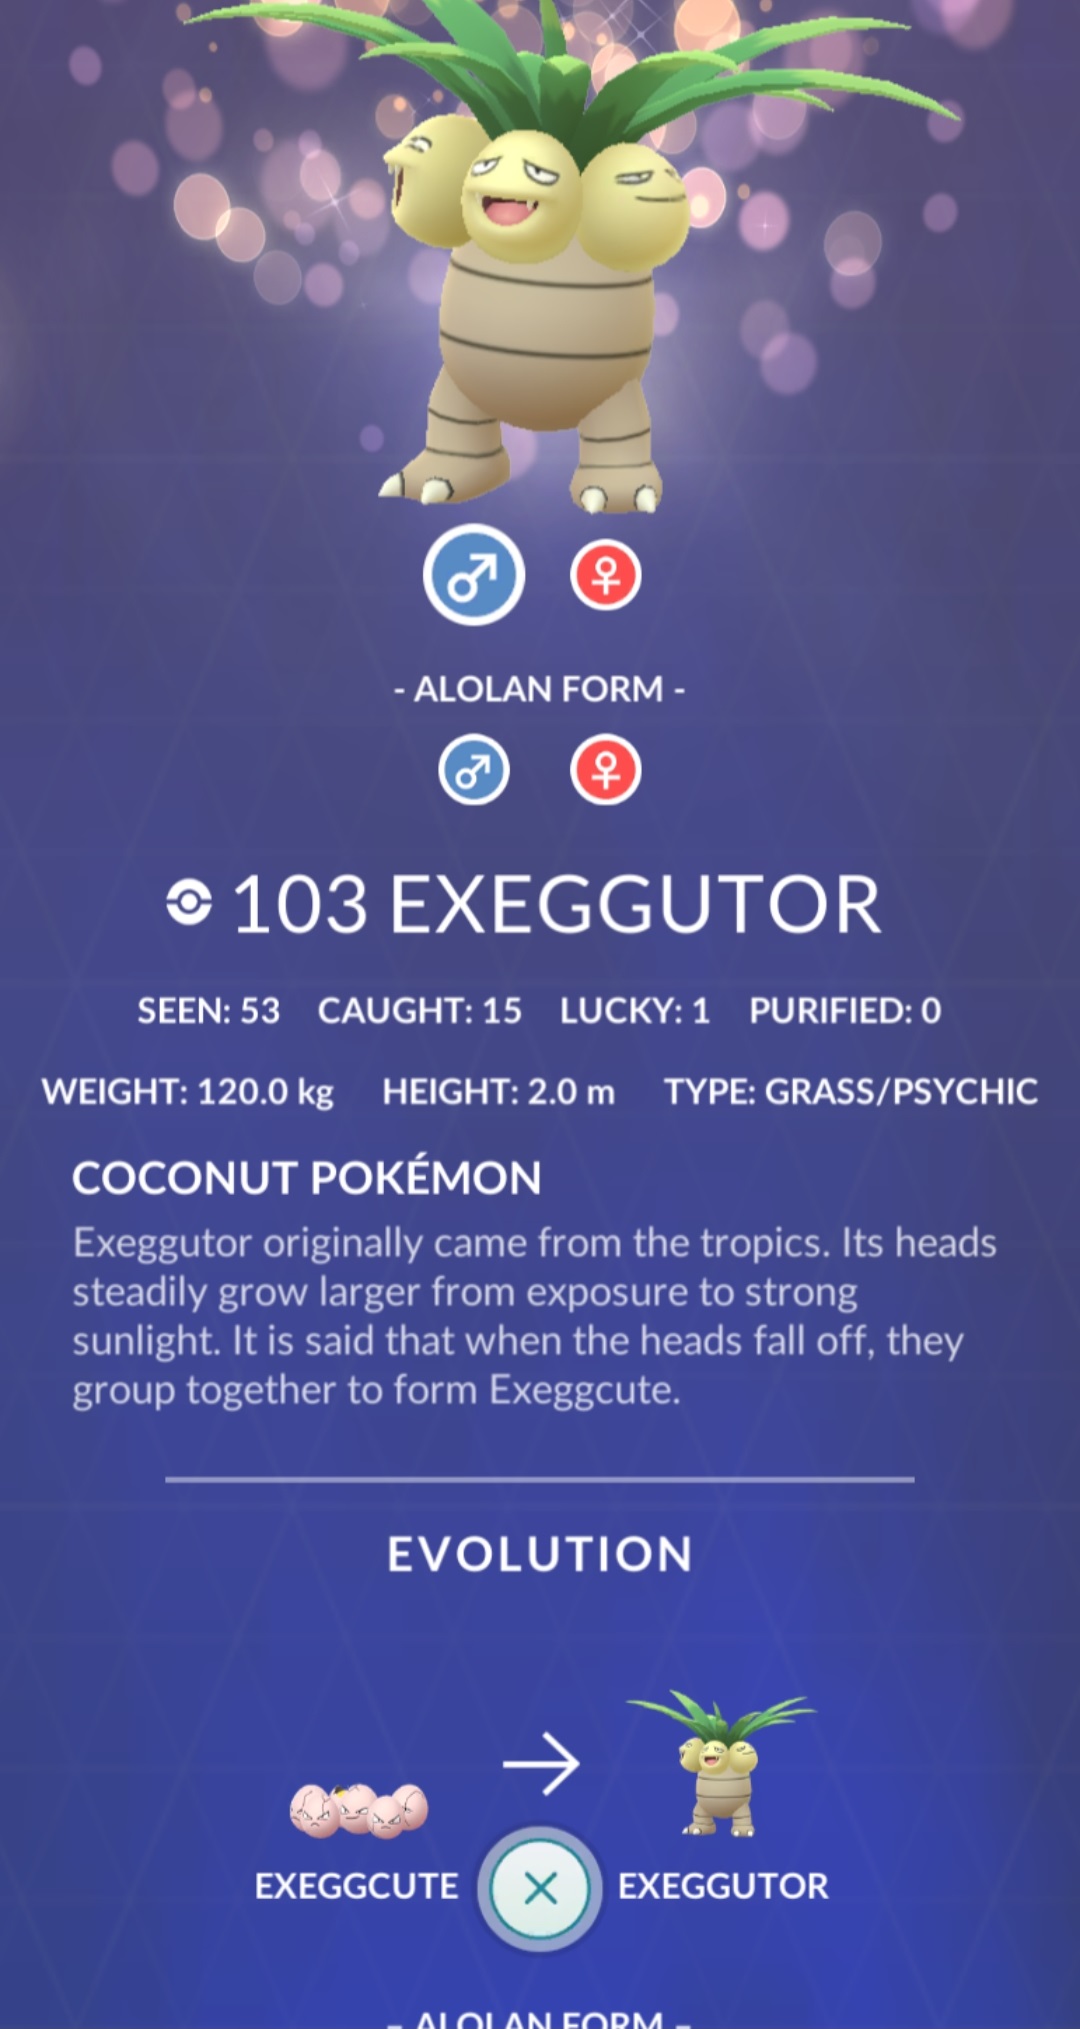 - ALOLAN FORM -
103 EXEGGUTOR
SEEN: 53 CAUGHT: 15 LUCKY: 1 PURIFIED: 0
WEIGHT: 120.0 kg HEIGHT: 2.0 m TYPE: GRASS/PSYCHIC
COCONUT POKÉMON
Exeggutor originally came from the tropics. Its heads
steadily grow larger from exposure to strong
sunlight. It is said that when the heads fall off, they
group together to form Exeggcute.
EVOLUTION
EXEGGCUTE EXEGGUTOR
- ALOLAN FORM -